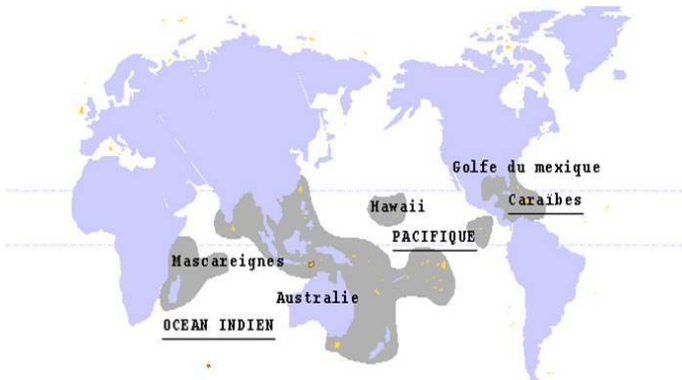 Golfe du mexique
Hawaii
Caraïbes
PACIFIQUE
Mascareignes
Australie
OCEAN INDIEN